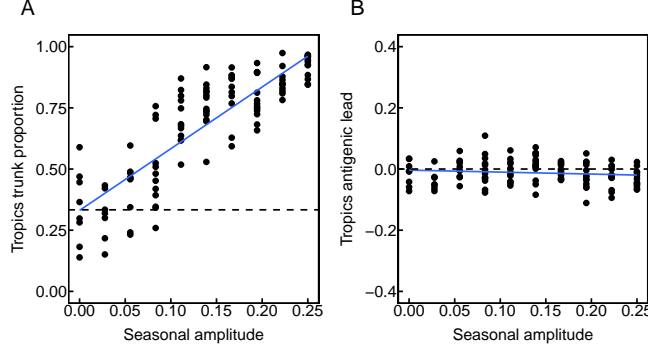 A
Tropics trunk proportion
1.00
0.75
0.50
0.25
0.00
0.00 0.05 0.10 0.15 0.20 0.25
Seasonal amplitude
B
Tropics antigenic lead
0.4
0.2
0.0
−0.2
−0.4
0.00 0.05 0.10 0.15 0.20 0.25
Seasonal amplitude